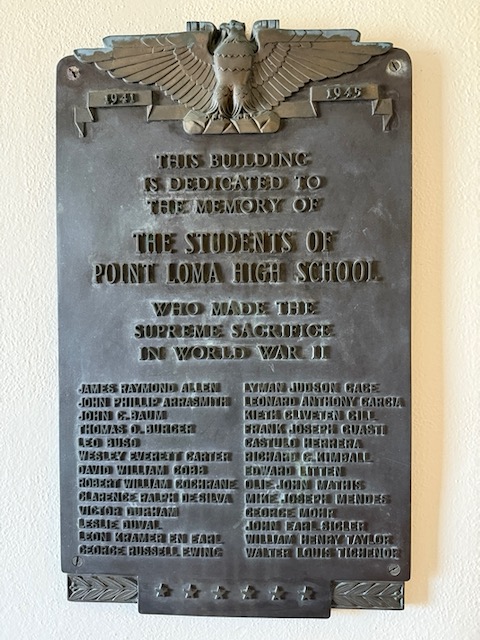 1941 1945
THIS BUILDING
IS DEDICATED TO
THE MEMORY OF
THE STUDENTS OF
POINT LOMA HIGH SCHOOL
WHO MADE THE
SUPREME SACRIFICE
IN WORLD WAR II
JAMES RAYMOND ALLEN
JOHN PHILLIP ARRASMITH
JOHN C. BAUM
THOMAS D. BURGER
LEO BUSO
WESLEY EVERETT CARTER
DAVID WILLIAM COBB
ROBERT WILLIAM COCHRANE
CLARENCE RALPH DESILVA
VICTOR DURHAM
LESLIE DUVAL
LEON KRAMER EN EARL
GEORGE RUSSELL EWING
LYMAN JUDSON GAGE
LEONARD ANTHONY GARCIA
KIETH CLIVETEN GILL
FRANK JOSEPH GUASTI
CASTULO HERRERA
RICHARD G. KIMBALL
EDWARD LITTEN
OLIE JOHN MATHIS
MIKE JOSEPH MENDES
GEORGE MOHR
JOHN EARL SIGLER
WILLIAM HENRY TAYLOR
WALTER LOUIS TICHENOR